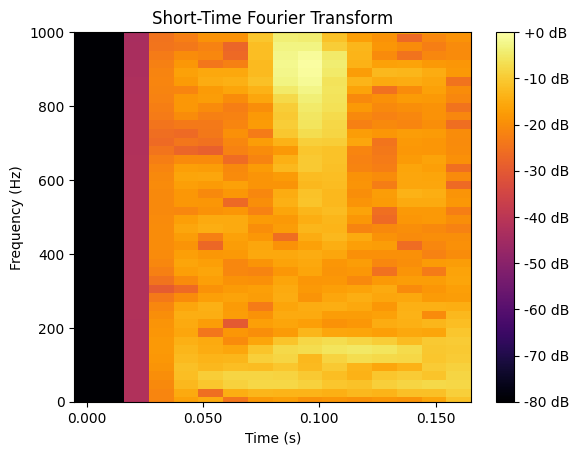 Short-Time Fourier Transform
1000
800
600
400
200
0
Frequency (Hz)
0.000
0.050
0.100
0.150
Time (s)
+0 dB
-10 dB
-20 dB
-30 dB
-40 dB
-50 dB
-60 dB
-70 dB
-80 dB